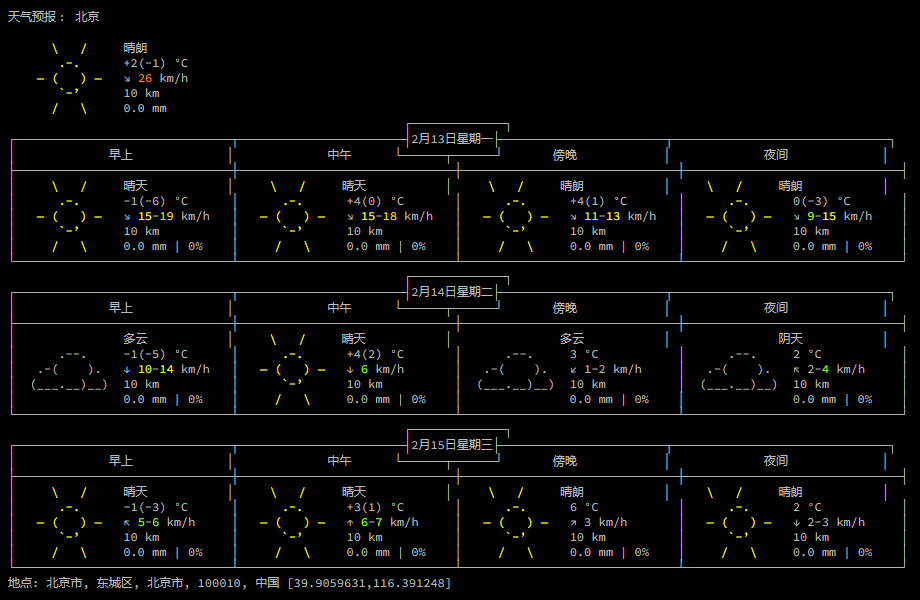 天气预报: 北京
晴朗
+2(-1) °C
↘ 26 km/h
10 km
0.0 mm
2月13日星期一
早上 中午 傍晚 夜间
晴天 晴天 晴朗 晴朗
-1(-6) °C +4(0) °C +4(1) °C 0(-3) °C
↘ 15-19 km/h ↘ 15-18 km/h ↘ 11-13 km/h ↘ 9-15 km/h
10 km 10 km 10 km 10 km
0.0 mm | 0% 0.0 mm | 0% 0.0 mm | 0% 0.0 mm | 0%
2月14日星期二
早上 中午 傍晚 夜间
多云 晴天 多云 阴天
-1(-5) °C +4(2) °C 3 °C 2 °C
↓ 10-14 km/h ↓ 6 km/h ↙ 1-2 km/h ↖ 2-4 km/h
10 km 10 km 10 km 10 km
0.0 mm | 0% 0.0 mm | 0% 0.0 mm | 0% 0.0 mm | 0%
2月15日星期三
早上 中午 傍晚 夜间
晴天 晴天 晴朗 晴朗
-1(-3) °C +3(1) °C 6 °C 2 °C
↖ 5-6 km/h ↑ 6-7 km/h ↗ 3 km/h ↓ 2-3 km/h
10 km 10 km 10 km 10 km
0.0 mm | 0% 0.0 mm | 0% 0.0 mm | 0% 0.0 mm | 0%
地点: 北京市, 东城区, 北京市, 100010, 中国 [39.9059631,116.391248]